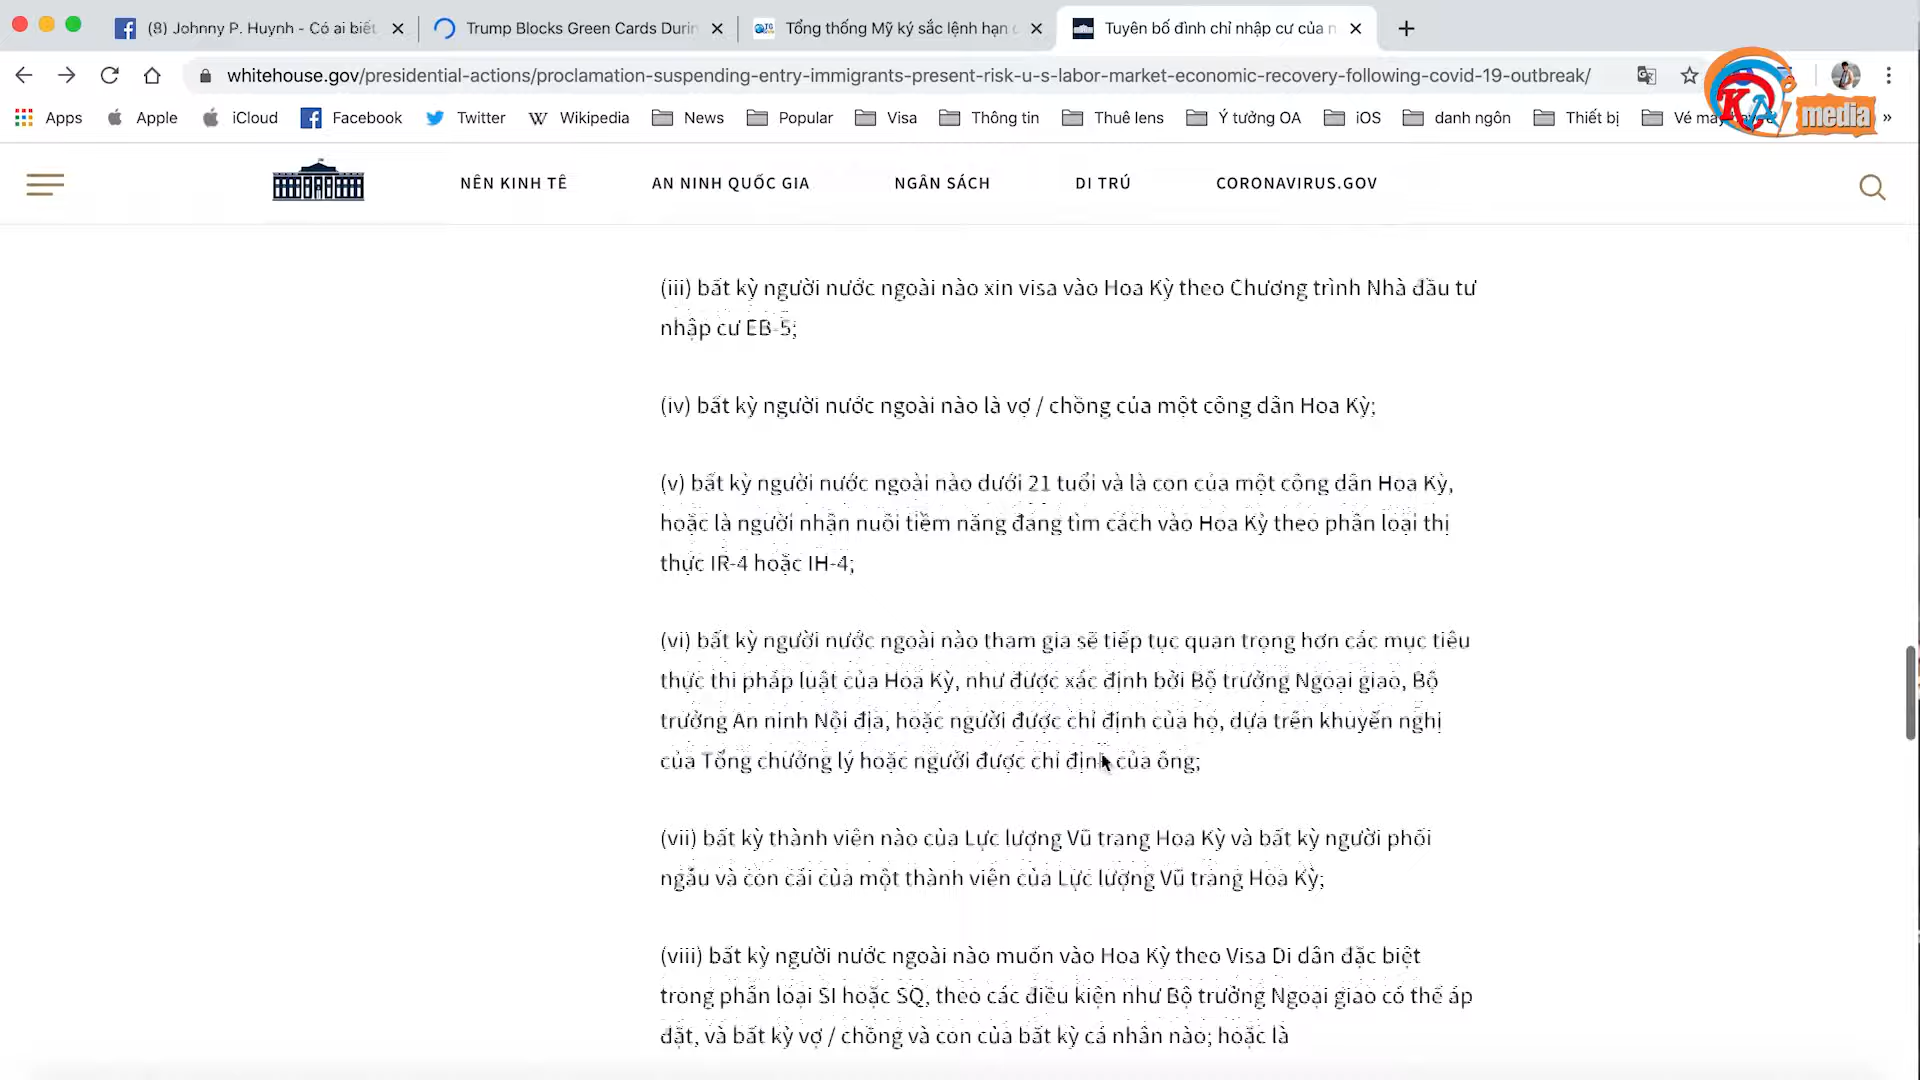 (8) Johnny P. Huynh - Có ai biết
Trump Blocks Green Cards Durin
Tổng thống Mỹ ký sắc lệnh hạn
Tuyên bố đình chỉ nhập cư của n
whitehouse.gov/presidential-actions/proclamation-suspending-entry-immigrants-present-risk-u-s-labor-market-economic-recovery-following-covid-19-outbreak/
Apps Apple iCloud Facebook Twitter Wikipedia News Popular Visa Thông tin Thuê lens Ý tưởng OA iOS danh ngôn Thiết bị Vé »
KAi media
NỀN KINH TẾ AN NINH QUỐC GIA NGÂN SÁCH DI TRÚ CORONAVIRUS.GOV
(iii) bất kỳ người nước ngoài nào xin visa vào Hoa Kỳ theo Chương trình Nhà đầu tư
nhập cư EB-5;
(iv) bất kỳ người nước ngoài nào là vợ / chồng của một công dân Hoa Kỳ;
(v) bất kỳ người nước ngoài nào dưới 21 tuổi và là con của một công dân Hoa Kỳ,
hoặc là người nhận nuôi tiềm năng đang tìm cách vào Hoa Kỳ theo phân loại thị
thực IR-4 hoặc IH-4;
(vi) bất kỳ người nước ngoài nào tham gia sẽ tiếp tục quan trọng hơn các mục tiêu
thực thi pháp luật của Hoa Kỳ, như được xác định bởi Bộ trưởng Ngoại giao, Bộ
trưởng An ninh Nội địa, hoặc người được chỉ định của họ, dựa trên khuyến nghị
của Tổng chưởng lý hoặc người được chỉ định của ông;
(vii) bất kỳ thành viên nào của Lực lượng Vũ trang Hoa Kỳ và bất kỳ người phối
ngẫu và con cái của một thành viên của Lực lượng Vũ trang Hoa Kỳ;
(viii) bất kỳ người nước ngoài nào muốn vào Hoa Kỳ theo Visa Di dân đặc biệt
trong phân loại SI hoặc SQ, theo các điều kiện như Bộ trưởng Ngoại giao có thể áp
đặt, và bất kỳ vợ / chồng và con của bất kỳ cá nhân nào; hoặc là